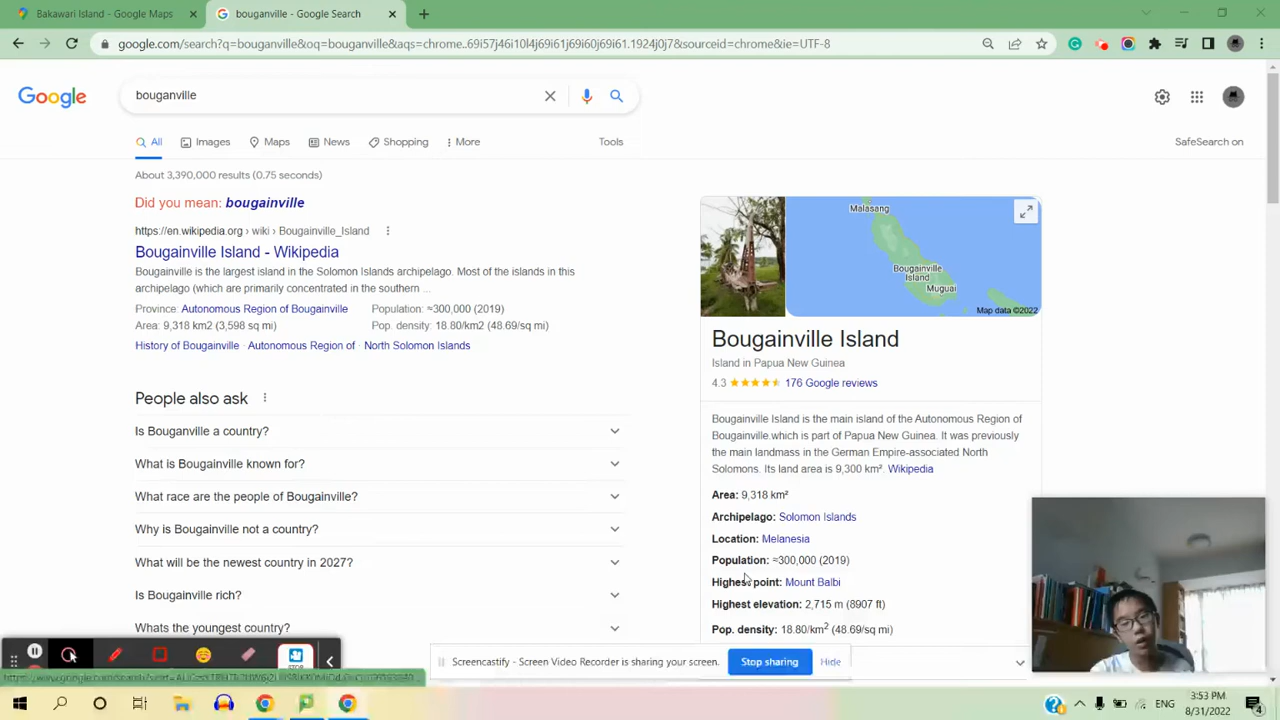 Bakawari Island - Google Maps
bouganville - Google Search
google.com/search?q=bouganville&oq=bouganville&aqs=chrome..69i57j46i10l4j69i61j69i60j69i61.1924j0j7&sourceid=chrome&ie=UTF-8
Google
bouganville
All
Images
Maps
News
Shopping
More
Tools
SafeSearch on
About 3,390,000 results (0.75 seconds)
Did you mean: bougainville
https://en.wikipedia.org › wiki › Bougainville_Island
Bougainville Island - Wikipedia
Bougainville is the largest island in the Solomon Islands archipelago. Most of the islands in this
archipelago (which are primarily concentrated in the southern ...
Province: Autonomous Region of Bougainville
Population: ≈300,000 (2019)
Area: 9,318 km2 (3,598 sq mi)
Pop. density: 18.80/km2 (48.69/sq mi)
History of Bougainville · Autonomous Region of · North Solomon Islands
People also ask
Is Bouganville a country?
What is Bougainville known for?
What race are the people of Bougainville?
Why is Bougainville not a country?
What will be the newest country in 2027?
Is Bougainville rich?
Whats the youngest country?
Malasang
Bougainville
Island
Muguai
Map data ©2022
Bougainville Island
Island in Papua New Guinea
4.3
176 Google reviews
Bougainville Island is the main island of the Autonomous Region of
Bougainville,which is part of Papua New Guinea. It was previously
the main landmass in the German Empire-associated North
Solomons. Its land area is 9,300 km². Wikipedia
Area: 9,318 km²
Archipelago: Solomon Islands
Location: Melanesia
Population: ≈300,000 (2019)
Highest point: Mount Balbi
Highest elevation: 2,715 m (8907 ft)
Pop. density: 18.80/km² (48.69/sq mi)
Screencastify - Screen Video Recorder is sharing your screen.
Stop sharing
Hide
ENG
3:53 PM
8/31/2022
4